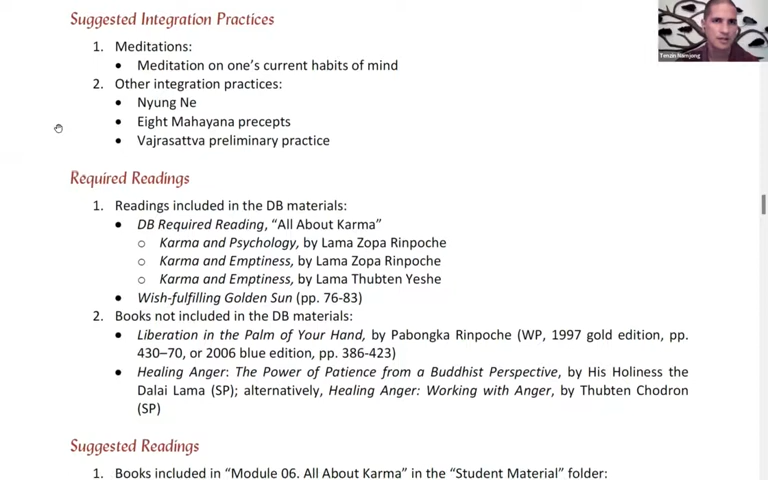 Suggested Integration Practices
1. Meditations:
• Meditation on one's current habits of mind
2. Other integration practices:
• Nyung Ne
• Eight Mahayana precepts
• Vajrasattva preliminary practice
Required Readings
1. Readings included in the DB materials:
• DB Required Reading, "All About Karma"
o Karma and Psychology, by Lama Zopa Rinpoche
o Karma and Emptiness, by Lama Zopa Rinpoche
o Karma and Emptiness, by Lama Thubten Yeshe
• Wish-fulfilling Golden Sun (pp. 76-83)
2. Books not included in the DB materials:
• Liberation in the Palm of Your Hand, by Pabongka Rinpoche (WP, 1997 gold edition, pp.
430–70, or 2006 blue edition, pp. 386-423)
• Healing Anger: The Power of Patience from a Buddhist Perspective, by His Holiness the
Dalai Lama (SP); alternatively, Healing Anger: Working with Anger, by Thubten Chodron
(SP)
Suggested Readings
1. Books included in "Module 06. All About Karma" in the "Student Material" folder:
Tenzin Namjong